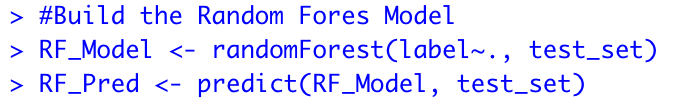 > #Build the Random Fores Model
> RF_Model <- randomForest(label~., test_set)
> RF_Pred <- predict(RF_Model, test_set)